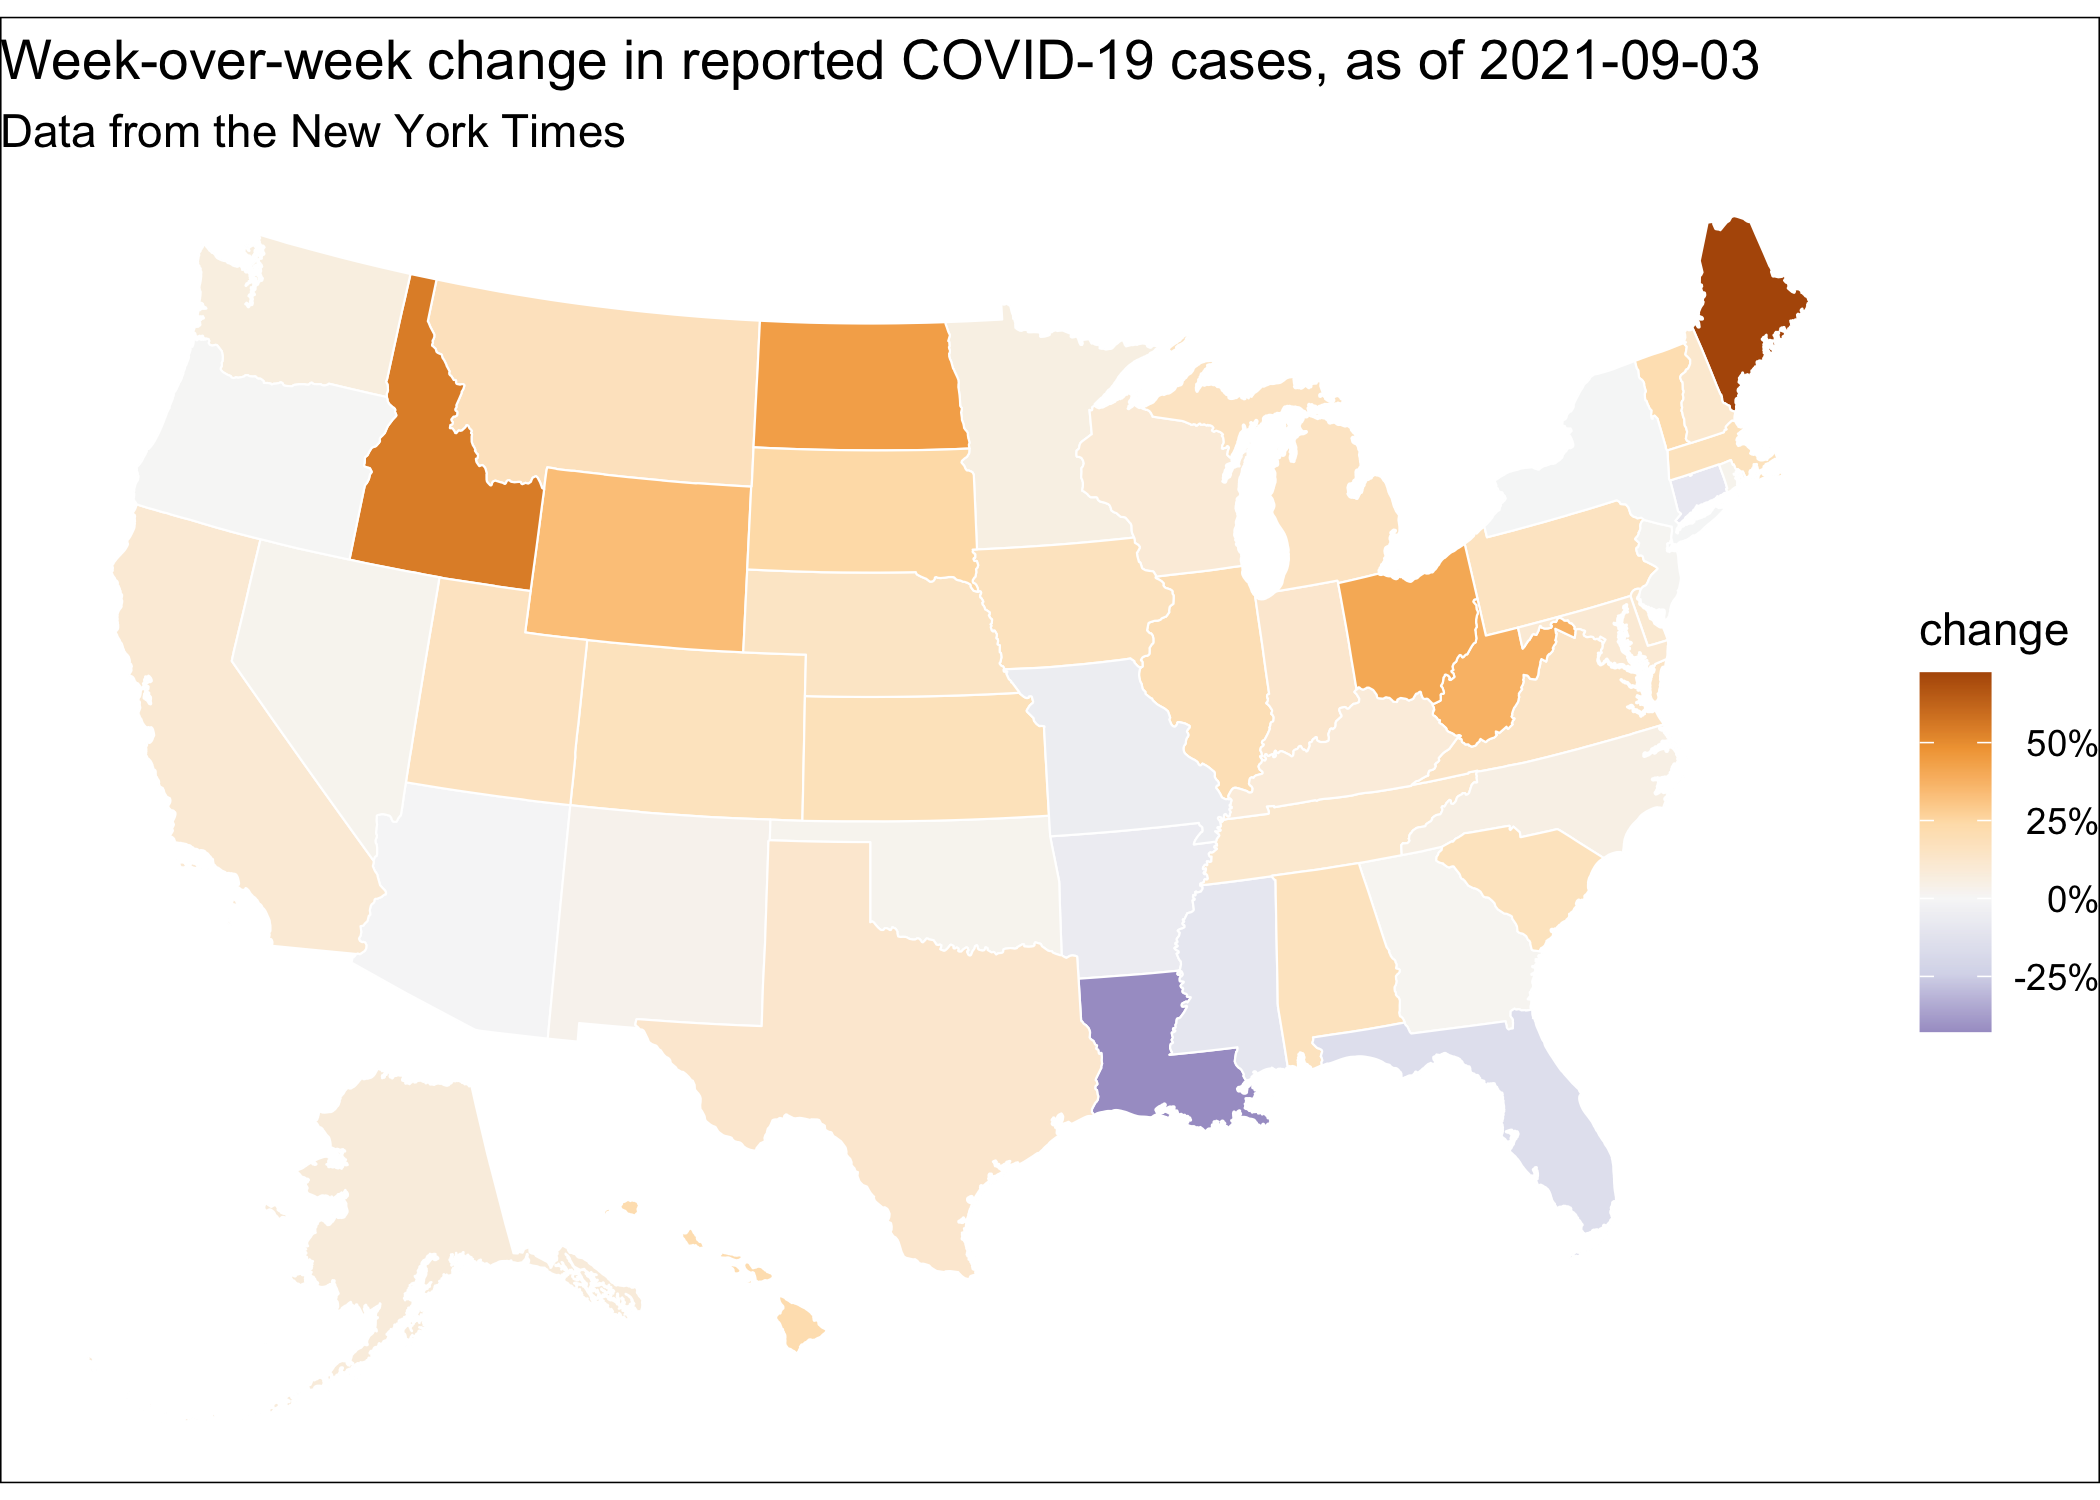 Week-over-week change in reported COVID-19 cases, as of 2021-09-03
Data from the New York Times
change
50%
25%
0%
-25%